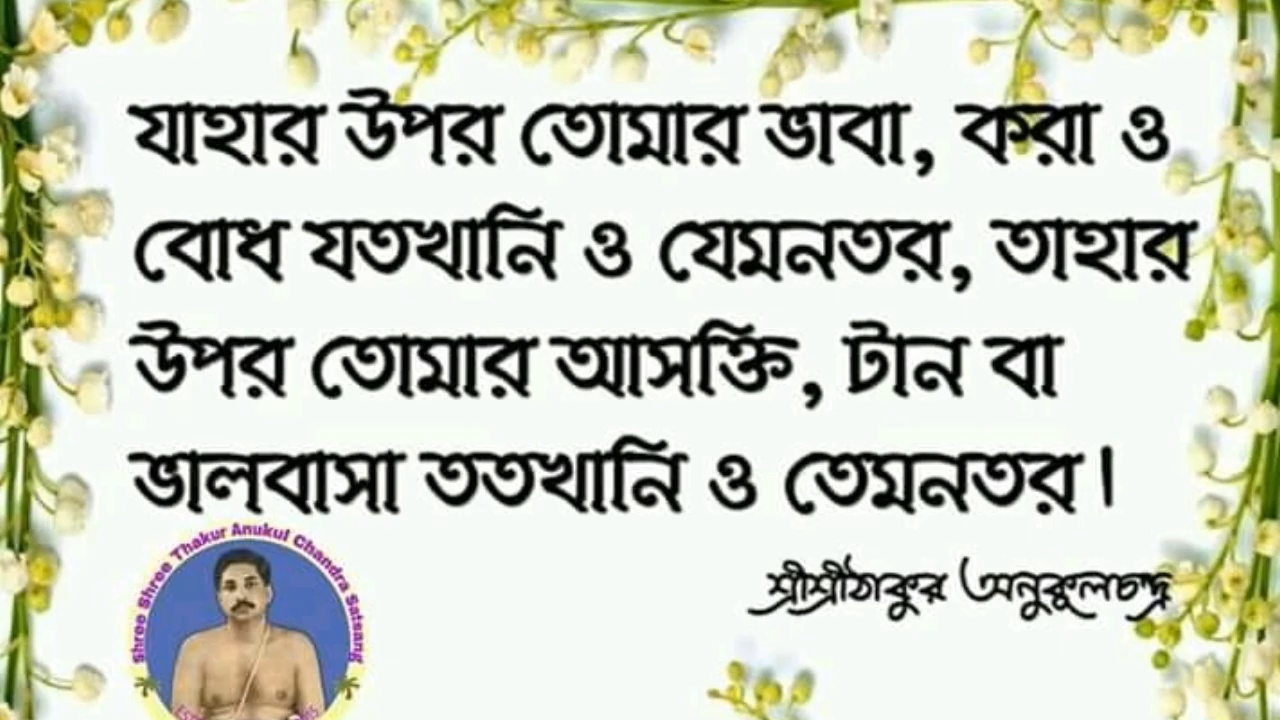 যাহার উপর তোমার ভাবা, করা ও
বোধ যতখানি ও যেমনতর, তাহার
উপর তোমার আসক্তি, টান বা
ভালবাসা ততখানি ও তেমনতর।
শ্রীশ্রীঠাকুর অনুকূলচন্দ্র
Shree Shree Thakur Anukul Chandra Satsang